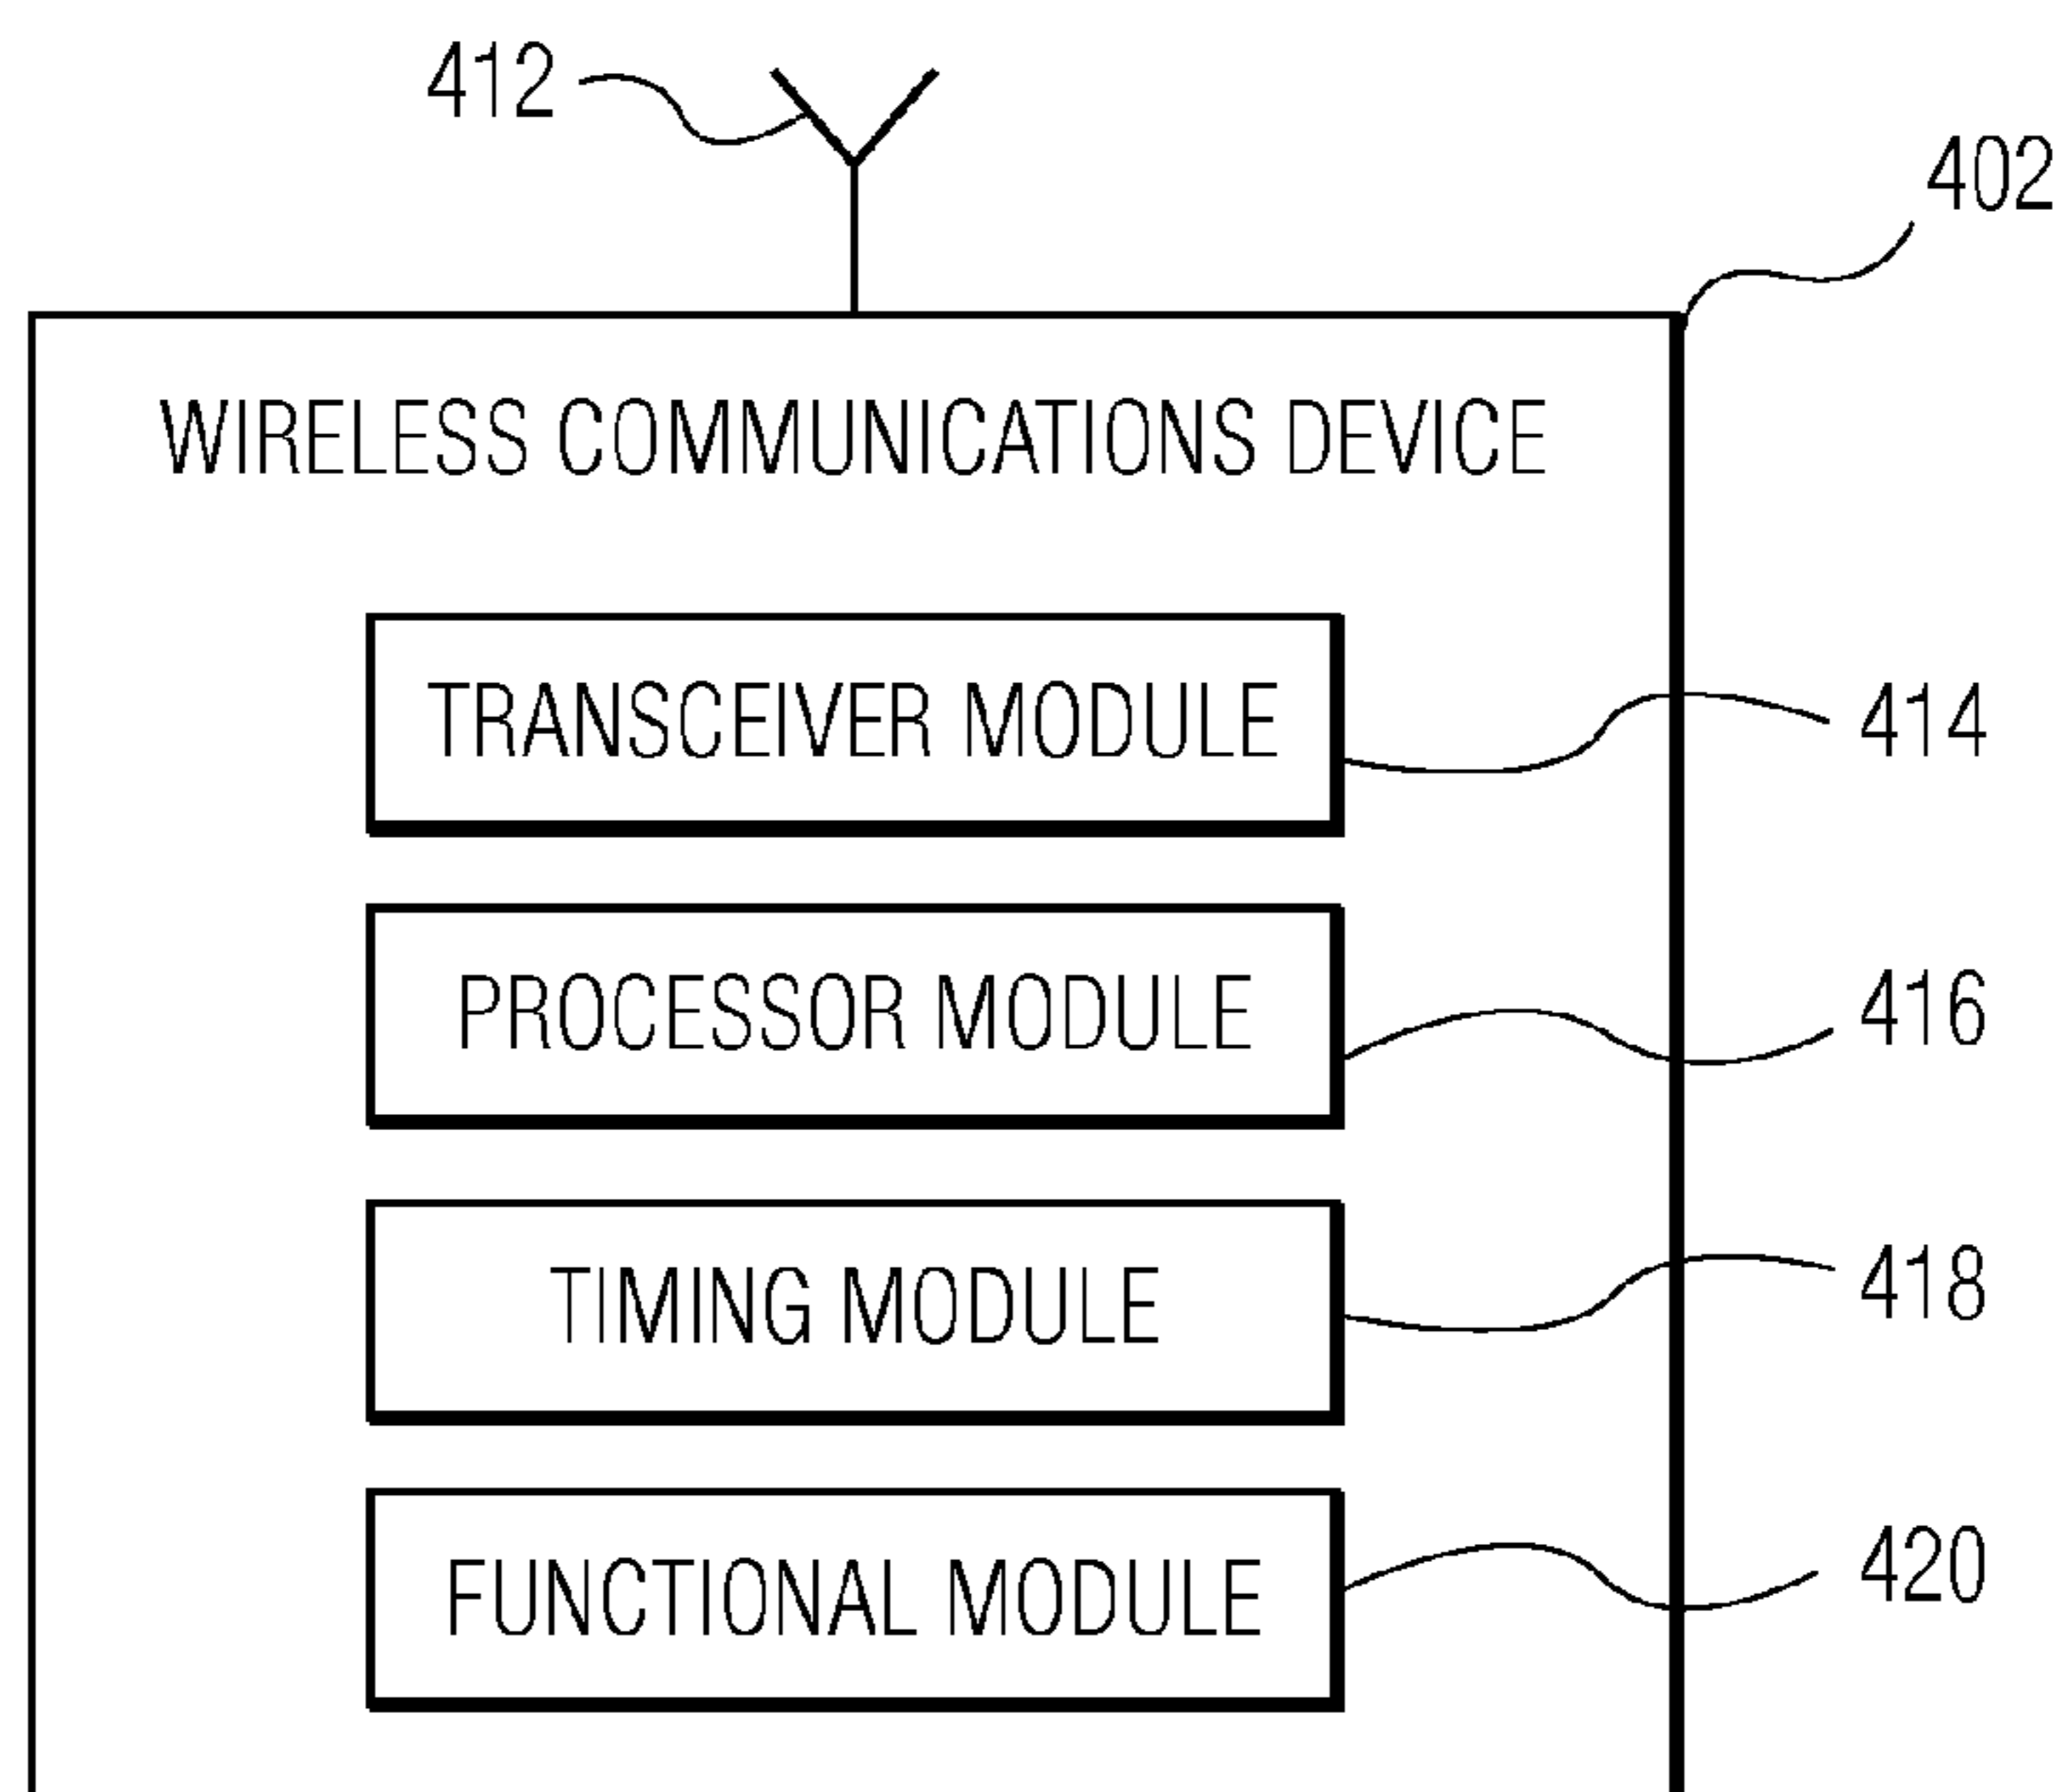 412
402
WIRELESS COMMUNICATIONS DEVICE
TRANSCEIVER MODULE
414
PROCESSOR MODULE
416
TIMING MODULE
418
FUNCTIONAL MODULE
420